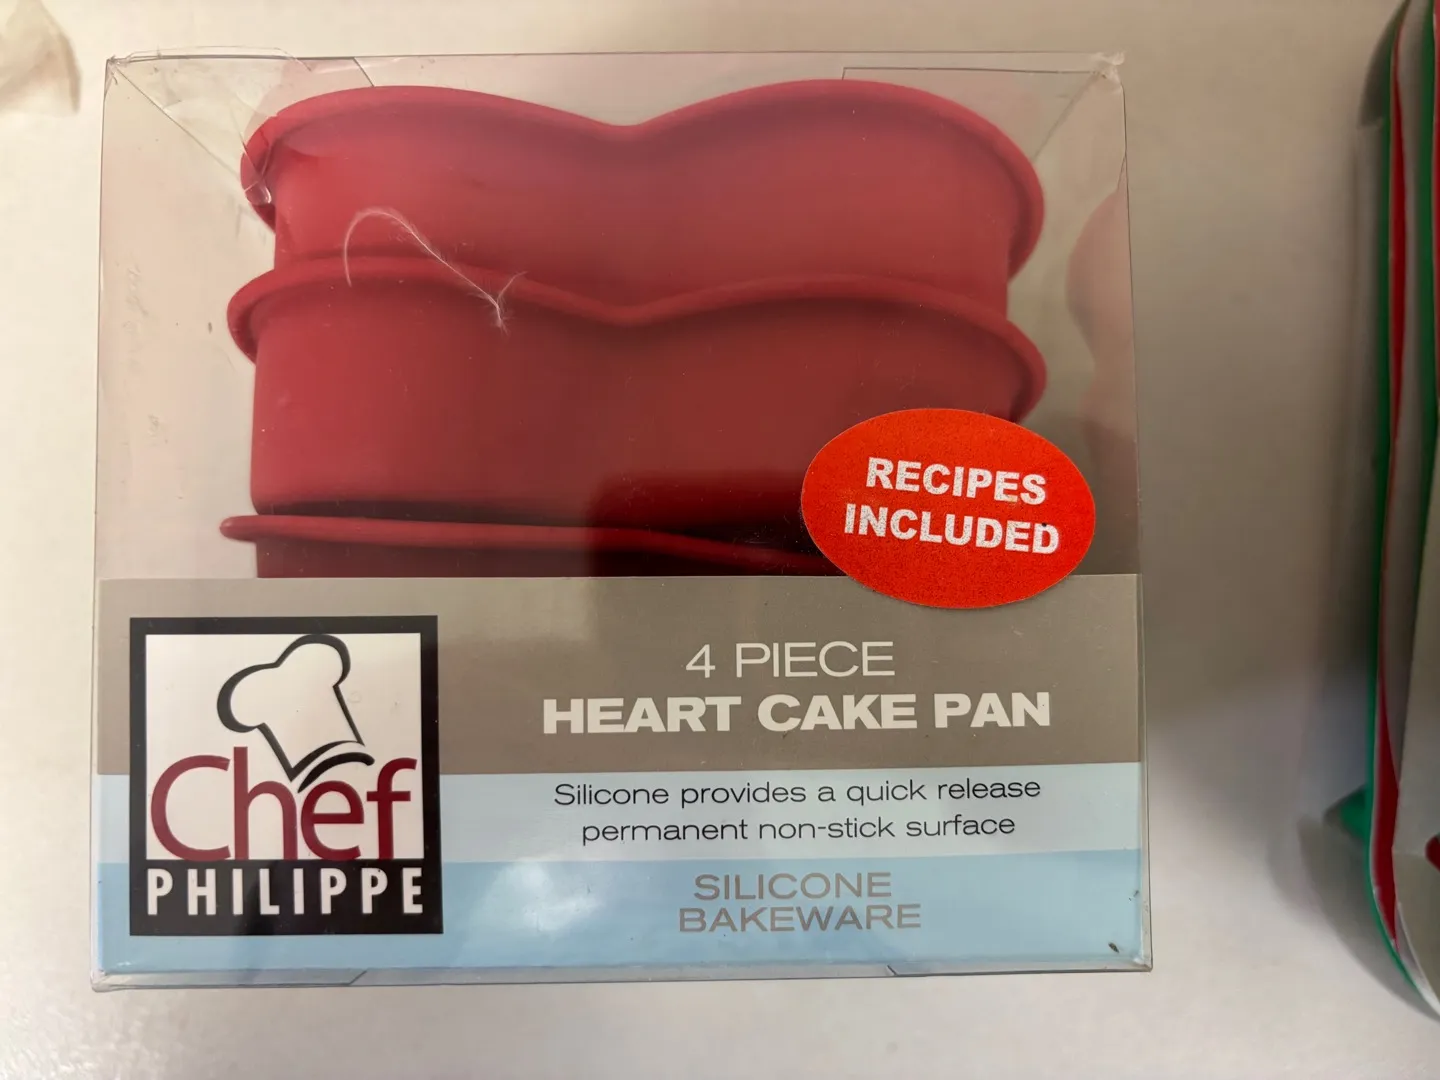 RECIPES
INCLUDED
4 PIECE
HEART CAKE PAN
Silicone provides a quick release
permanent non-stick surface
SILICONE
BAKEWARE
Chef
PHILIPPE